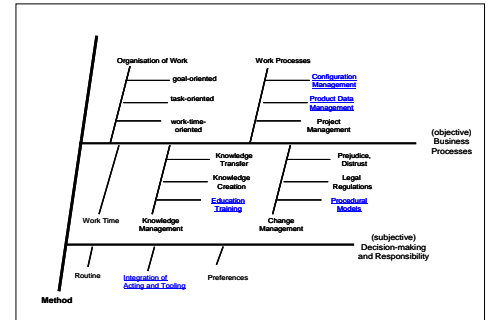 Organisation of Work
Work Processes
goal-oriented
Configuration
Management
task-oriented
Product Data
Management
work-time-
oriented
Project
Management
(objective)
Business
Processes
Knowledge
Transfer
Prejudice,
Distrust
Knowledge
Creation
Legal
Regulations
Education
Training
Procedural
Models
Work Time
Knowledge
Management
Change
Management
(subjective)
Decision-making
and Responsibility
Routine
Integration of
Acting and Tooling
Preferences
Method